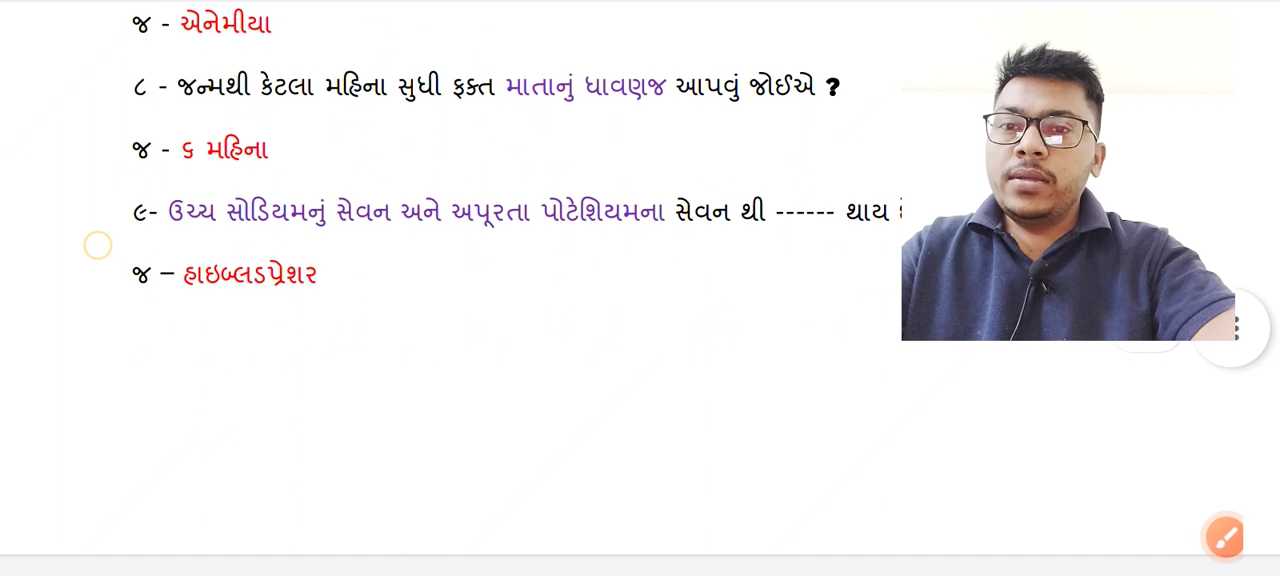 જ - એનેમીયા
૮ - જન્મથી કેટલા મહિના સુધી ફક્ત માતાનું ધાવણજ આપવું જોઈએ ?
જ - ૬ મહિના
૯- ઉચ્ચ સોડિયમનું સેવન અને અપૂરતા પોટેશિયમના સેવન થી ------ થાય
જ – હાઇબ્લડપ્રેશર